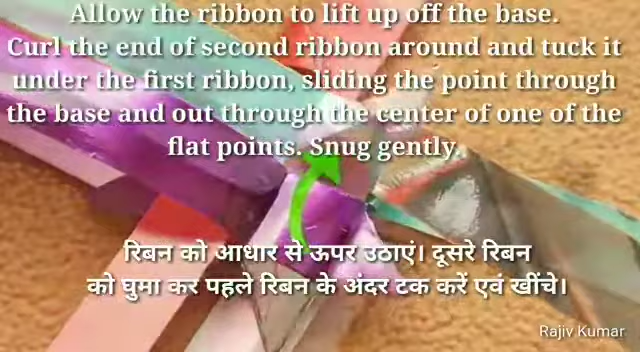 Allow the ribbon to lift up off the base.
Curl the end of second ribbon around and tuck it
under the first ribbon, sliding the point through
the base and out through the center of one of the
flat points. Snug gently.
रिबन को आधार से ऊपर उठाएं। दूसरे रिबन
को घुमा कर पहले रिबन के अंदर टक करें एवं खींचे।
Rajiv Kumar